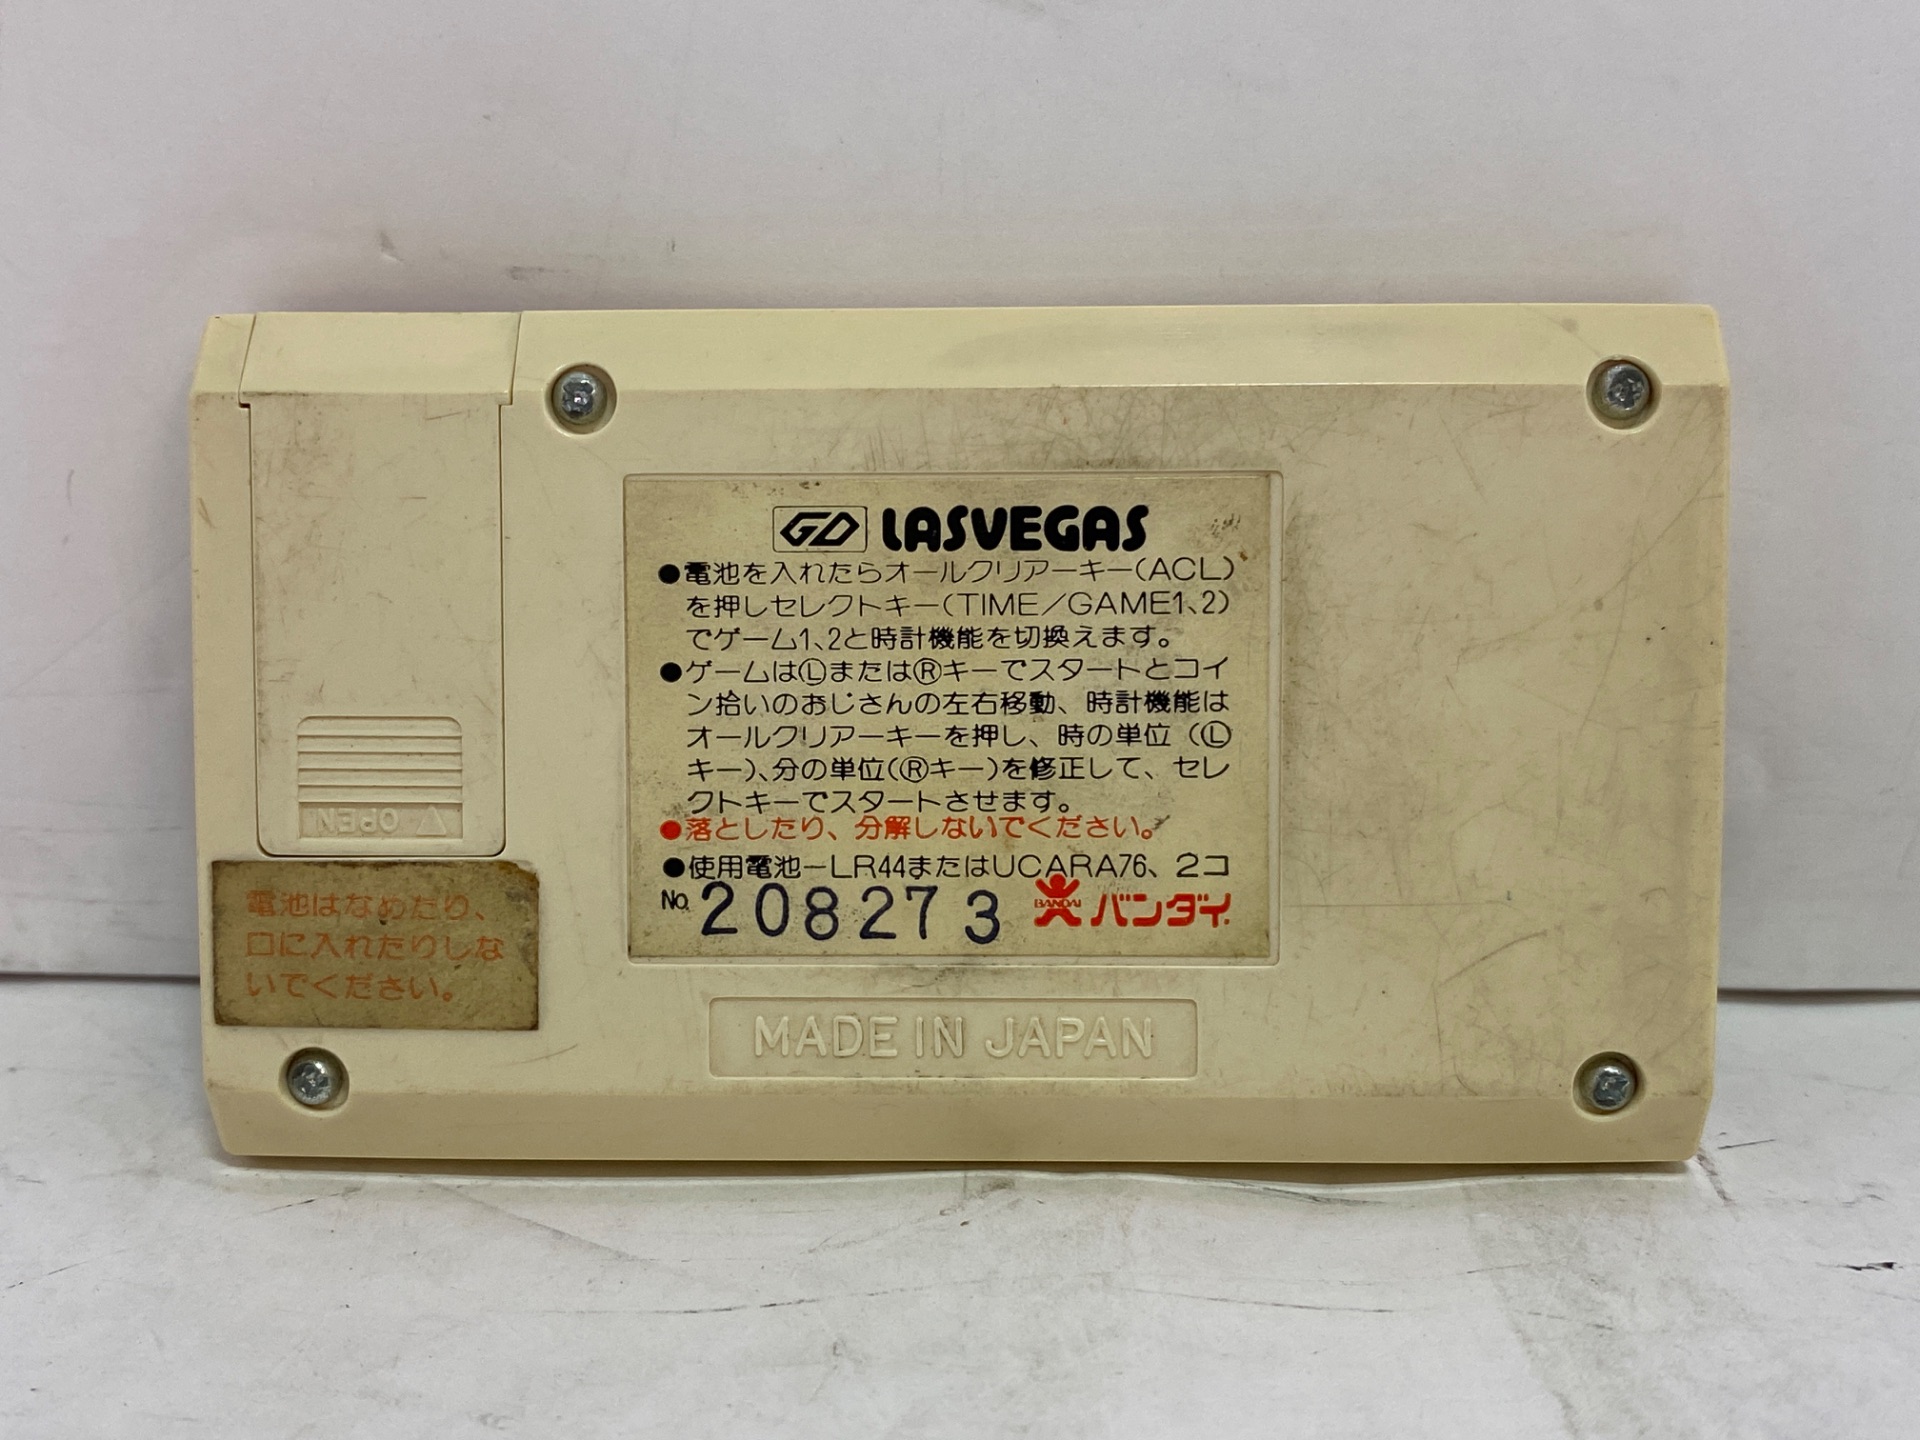 GD LASVEGAS
●電池を入れたらオールクリアーキー(ACL)
を押しセレクトキー(TIME/GAME1、2)
でゲーム1、2と時計機能を切換えます。
●ゲームはⓁまたはⓇキーでスタートとコイ
ン拾いのおじさんの左右移動、時計機能は
オールクリアーキーを押し、時の単位(Ⓛ
キー)、分の単位(Ⓡキー)を修正して、セレ
クトキーでスタートさせます。
●落としたり、分解しないでください。
●使用電池ーLR44またはUCARA76、2コ
No. 208273 BANDAI バンダイ
MADE IN JAPAN
△ OPEN
電池はなめたり、
口に入れたりしな
いでください。